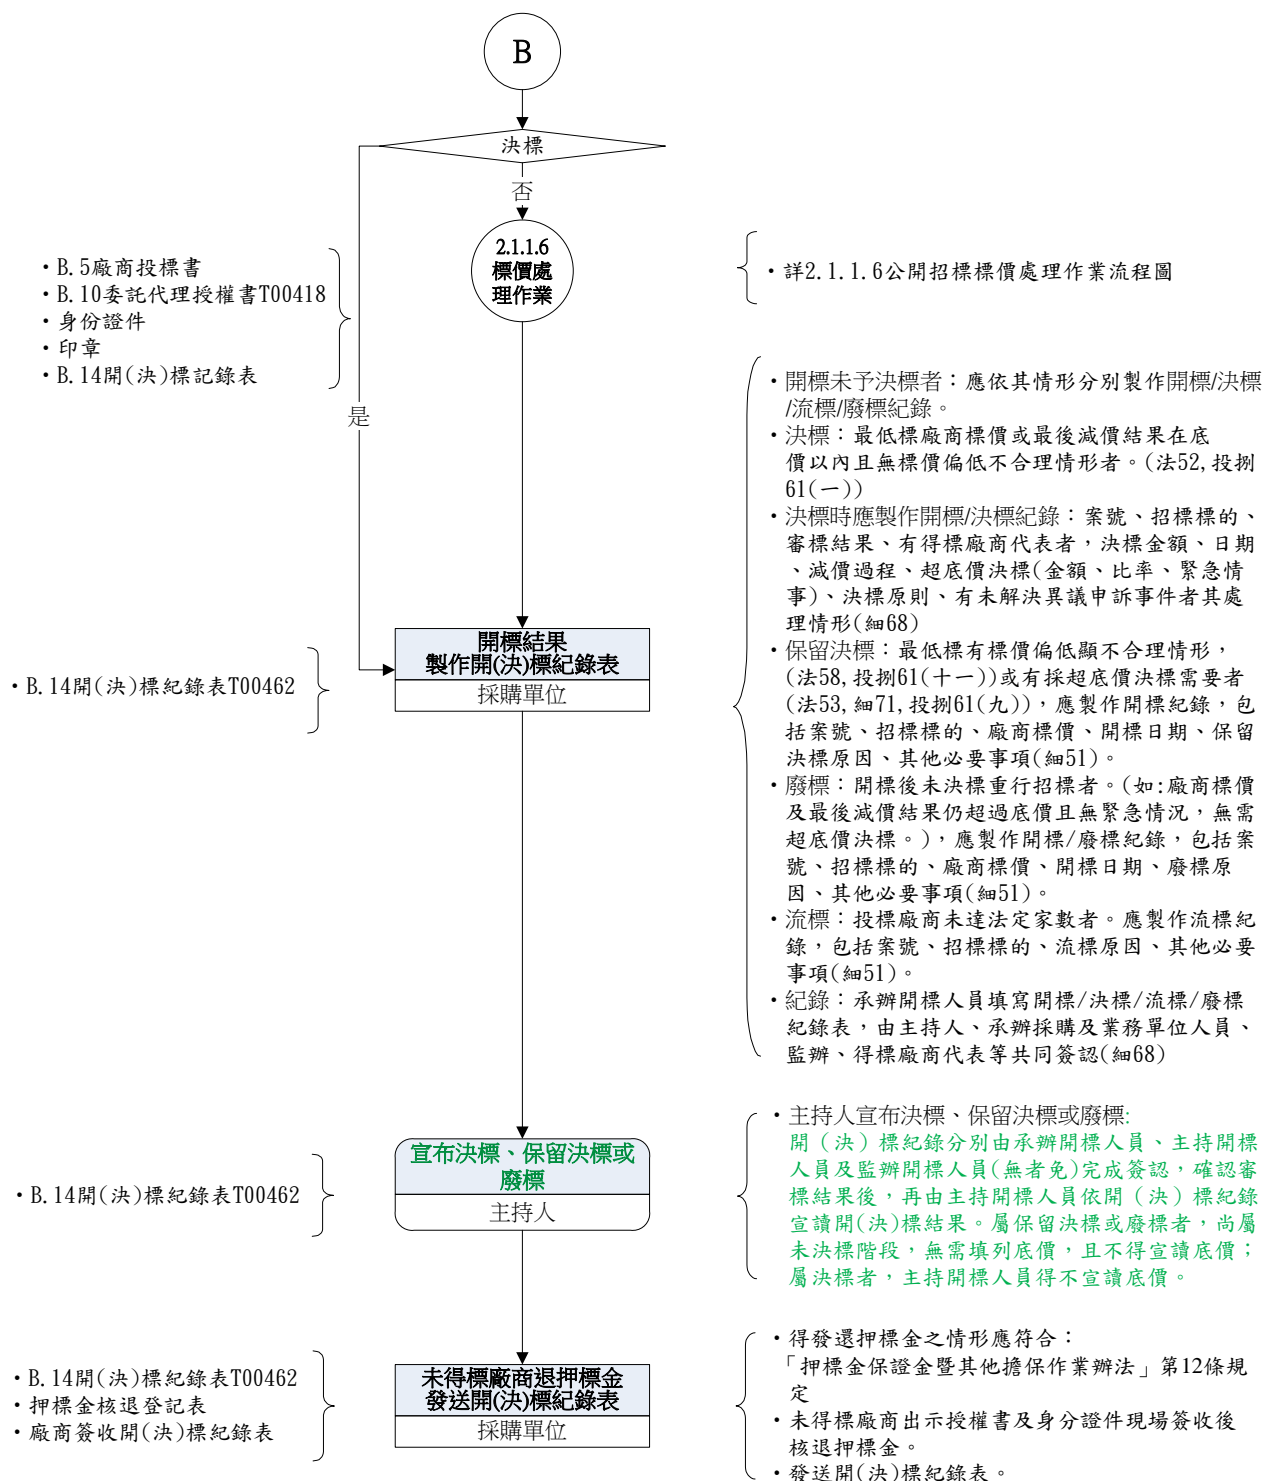 B
決標
否
2.1.1.6
標價處
理作業
・B.5廠商投標書
・B.10委託代理授權書T00418
・身份證件
・印章
・B.14開(決)標記錄表
・詳2.1.1.6公開招標標價處理作業流程圖
是
・開標未予決標者：應依其情形分別製作開標/決標
/流標/廢標紀錄。
・決標：最低標廠商標價或最後減價結果在底
價以內且無標價偏低不合理情形者。(法52,投捌
61(一))
・決標時應製作開標/決標紀錄：案號、招標標的、
審標結果、有得標廠商代表者，決標金額、日期
、減價過程、超底價決標(金額、比率、緊急情
事)、決標原則、有未解決異議申訴事件者其處
理情形(細68)
・保留決標：最低標有標價偏低顯不合理情形，
(法58,投捌61(十一))或有採超底價決標需要者
(法53,細71,投捌61(九))，應製作開標紀錄，包
括案號、招標標的、廠商標價、開標日期、保留
決標原因、其他必要事項(細51)。
・廢標：開標後未決標重行招標者。(如:廠商標價
及最後減價結果仍超過底價且無緊急情況，無需
超底價決標。)，應製作開標/廢標紀錄，包括案
號、招標標的、廠商標價、開標日期、廢標原
因、其他必要事項(細51)。
・流標：投標廠商未達法定家數者。應製作流標紀
錄，包括案號、招標標的、流標原因、其他必要
事項(細51)。
・紀錄：承辦開標人員填寫開標/決標/流標/廢標
紀錄表，由主持人、承辦採購及業務單位人員、
監辦、得標廠商代表等共同簽認(細68)
開標結果
製作開(決)標紀錄表
採購單位
・B.14開(決)標紀錄表T00462
宣布決標、保留決標或
廢標
主持人
・B.14開(決)標紀錄表T00462
・主持人宣布決標、保留決標或廢標:
開（決）標紀錄分別由承辦開標人員、主持開標
人員及監辦開標人員(無者免)完成簽認，確認審
標結果後，再由主持開標人員依開（決）標紀錄
宣讀開(決)標結果。屬保留決標或廢標者，尚屬
未決標階段，無需填列底價，且不得宣讀底價；
屬決標者，主持開標人員得不宣讀底價。
未得標廠商退押標金
發送開(決)標紀錄表
採購單位
・B.14開(決)標紀錄表T00462
・押標金核退登記表
・廠商簽收開(決)標紀錄表
・得發還押標金之情形應符合：
「押標金保證金暨其他擔保作業辦法」第12條規
定
・未得標廠商出示授權書及身分證件現場簽收後
核退押標金。
・發送開(決)標紀錄表。